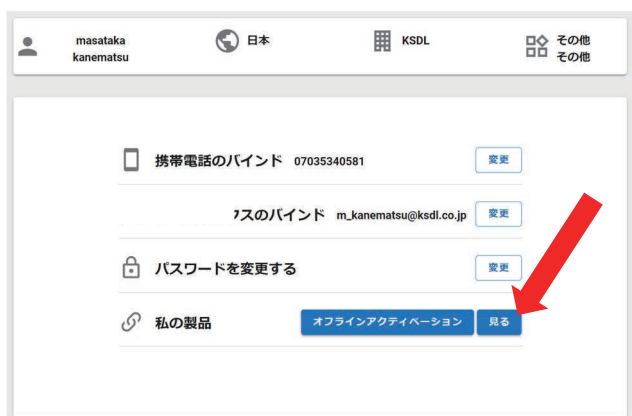 masataka
kanematsu
日本
KSDL
その他
その他
携帯電話のバインド 07035340581 変更
スのバインド m_kanematsu@ksdl.co.jp 変更
パスワードを変更する 変更
私の製品 オフラインアクティベーション 見る